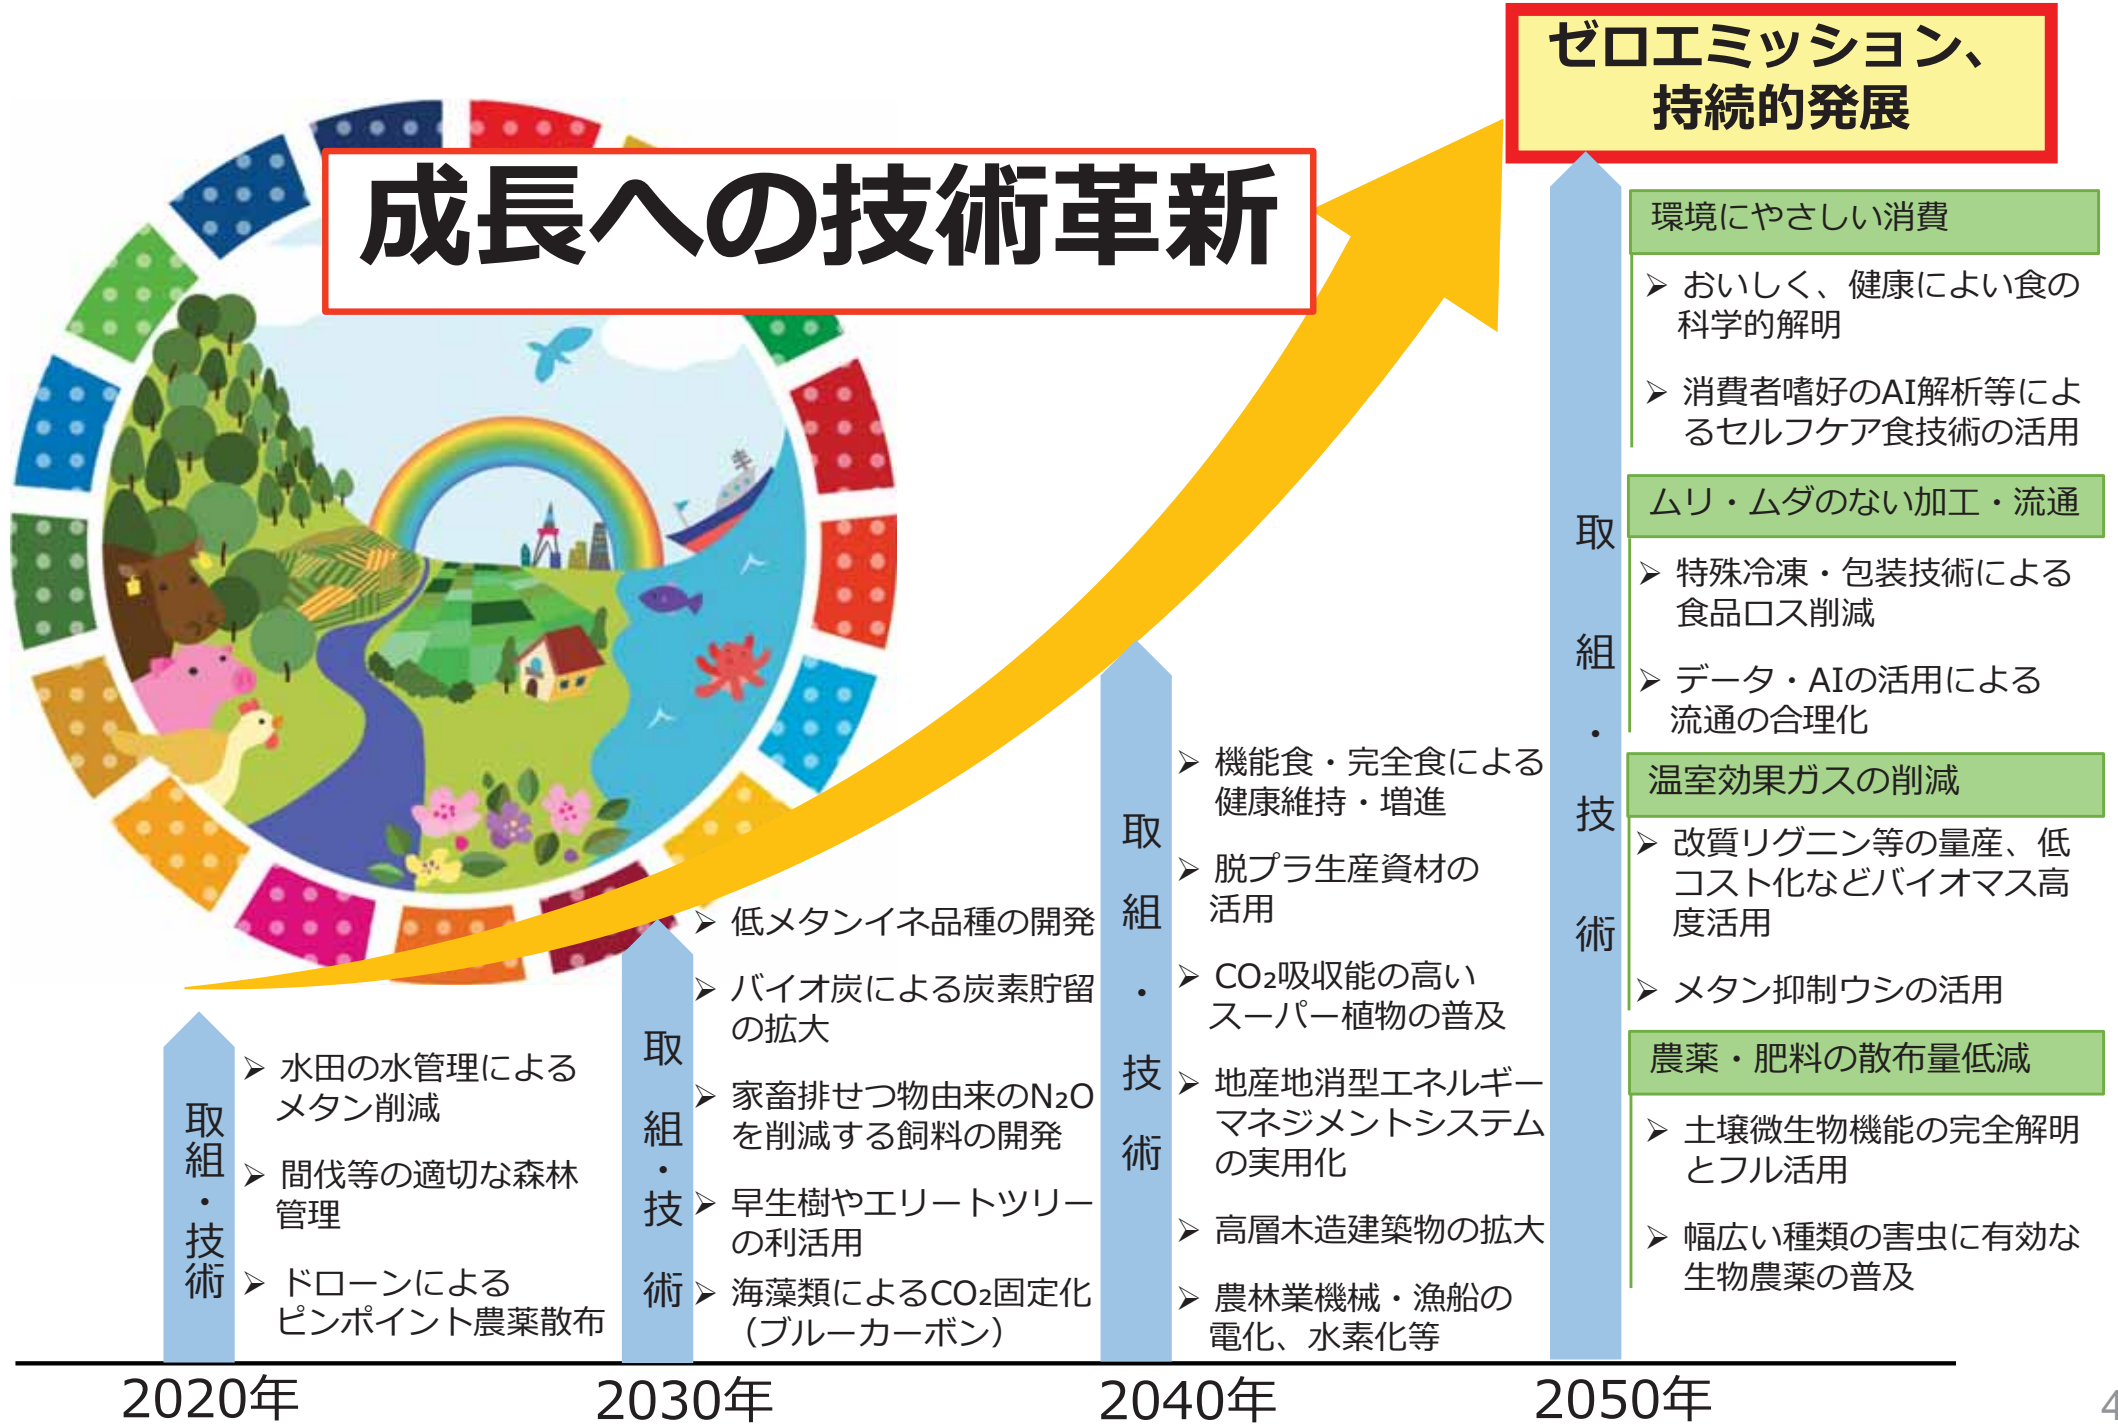 ゼロエミッション、
持続的発展
成長への技術革新
取組・技術
➢ 水田の水管理による
メタン削減
➢ 間伐等の適切な森林
管理
➢ ドローンによる
ピンポイント農薬散布
2020年
取組・技術
➢ 低メタンイネ品種の開発
➢ バイオ炭による炭素貯留
の拡大
➢ 家畜排せつ物由来のN₂O
を削減する飼料の開発
➢ 早生樹やエリートツリー
の利活用
➢ 海藻類によるCO₂固定化
（ブルーカーボン）
2030年
取組・技術
➢ 機能食・完全食による
健康維持・増進
➢ 脱プラ生産資材の
活用
➢ CO₂吸収能の高い
スーパー植物の普及
➢ 地産地消型エネルギー
マネジメントシステム
の実用化
➢ 高層木造建築物の拡大
➢ 農林業機械・漁船の
電化、水素化等
2040年
取組・技術
環境にやさしい消費
➢ おいしく、健康によい食の
科学的解明
➢ 消費者嗜好のAI解析等によ
るセルフケア食技術の活用
ムリ・ムダのない加工・流通
➢ 特殊冷凍・包装技術による
食品ロス削減
➢ データ・AIの活用による
流通の合理化
温室効果ガスの削減
➢ 改質リグニン等の量産、低
コスト化などバイオマス高
度活用
➢ メタン抑制ウシの活用
農薬・肥料の散布量低減
➢ 土壌微生物機能の完全解明
とフル活用
➢ 幅広い種類の害虫に有効な
生物農薬の普及
2050年
4